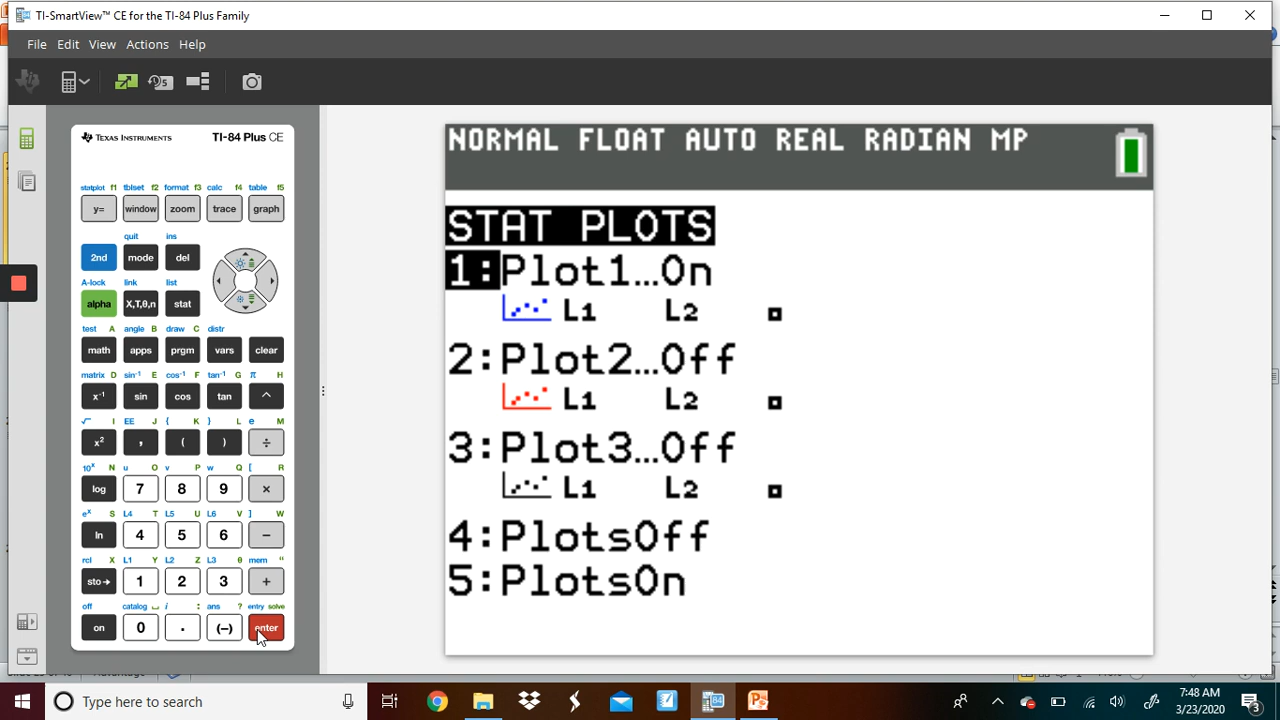 TI-SmartView™ CE for the TI-84 Plus Family
File Edit View Actions Help
TEXAS INSTRUMENTS TI-84 Plus CE
statplot f1 tblset f2 format f3 calc f4 table f5
y= window zoom trace graph
quit ins
2nd mode del
A-lock link list
alpha X,T,θ,n stat
test A angle B draw C distr
math apps prgm vars clear
matrix D sin⁻¹ E cos⁻¹ F tan⁻¹ G π H
x⁻¹ sin cos tan ^
√ I EE J { K } L e M
x² , ( ) ÷
10ˣ N u O v P w Q [ R
log 7 8 9 ×
eˣ S L4 T L5 U L6 V ] W
ln 4 5 6 −
rcl X L1 Y L2 Z L3 θ mem "
sto→ 1 2 3 +
off catalog i : ans ? entry solve
on 0 . (−) enter
NORMAL FLOAT AUTO REAL RADIAN MP
STAT PLOTS
1:Plot1...On
L1 L2
2:Plot2...Off
L1 L2
3:Plot3...Off
L1 L2
4:PlotsOff
5:PlotsOn
Type here to search
7:48 AM
3/23/2020
3